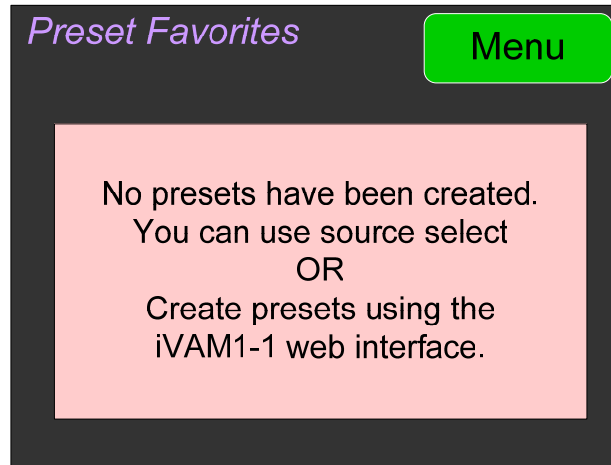 Preset Favorites
Menu
No presets have been created.
You can use source select
OR
Create presets using the
iVAM1-1 web interface.